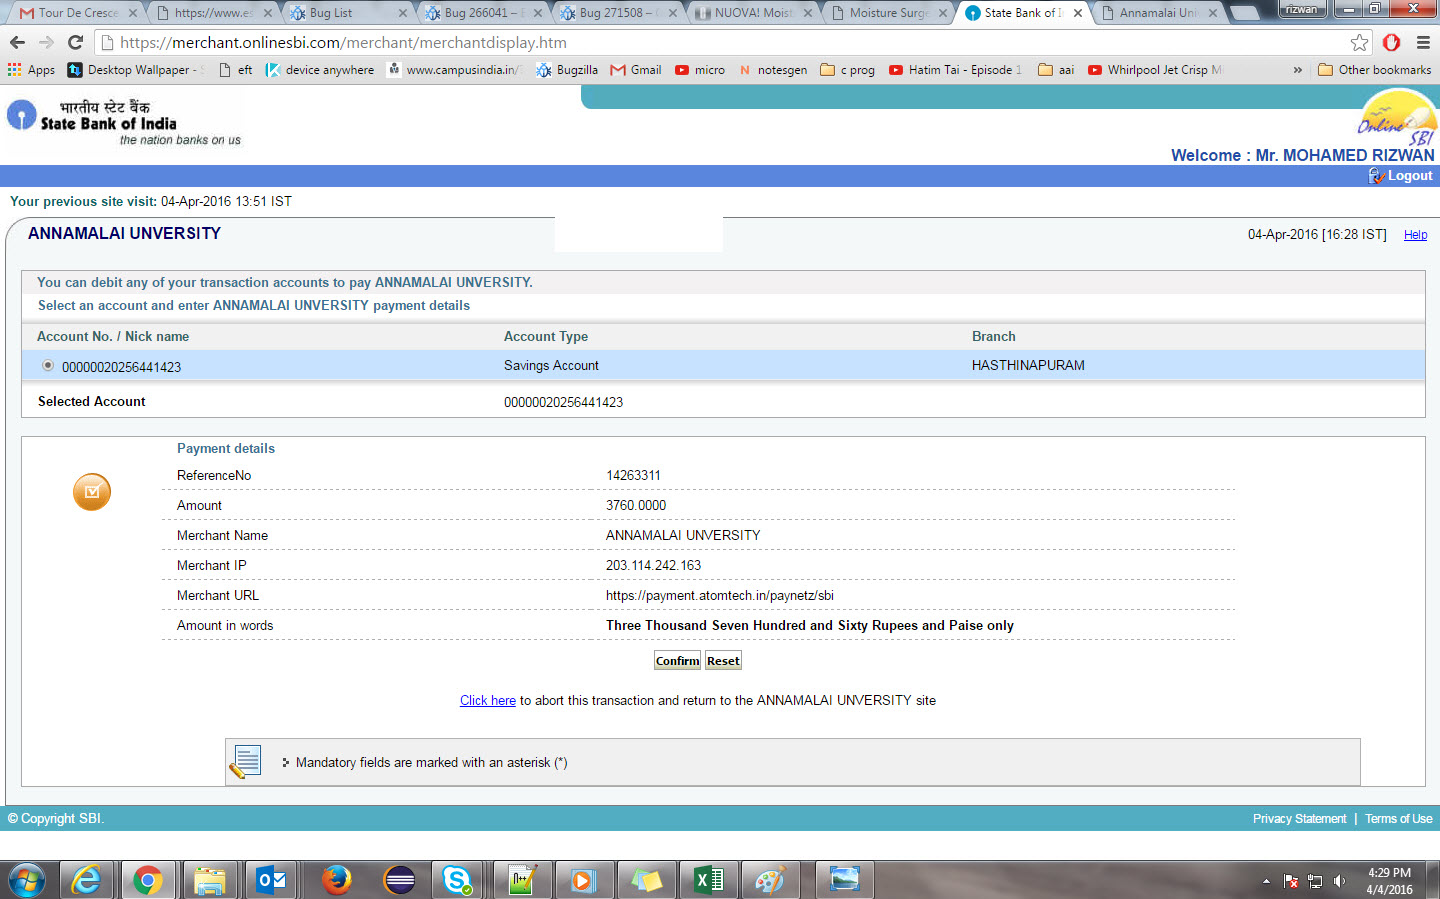 Tour De Cresce
https://www.es
Bug List
Bug 266041 –
Bug 271508 –
NUOVA! Moist
Moisture Surge
State Bank of I
Annamalai Uni
rizwan
https://merchant.onlinesbi.com/merchant/merchantdisplay.htm
Apps
Desktop Wallpaper -
eft
device anywhere
www.campusindia.in/
Bugzilla
Gmail
micro
notesgen
c prog
Hatim Tai - Episode 1
aai
Whirlpool Jet Crisp M
»
Other bookmarks
भारतीय स्टेट बैंक
State Bank of India
the nation banks on us
Online SBI
Welcome : Mr. MOHAMED RIZWAN
Logout
Your previous site visit: 04-Apr-2016 13:51 IST
ANNAMALAI UNVERSITY
04-Apr-2016 [16:28 IST]
Help
You can debit any of your transaction accounts to pay ANNAMALAI UNVERSITY.
Select an account and enter ANNAMALAI UNVERSITY payment details
Account No. / Nick name Account Type Branch
00000020256441423 Savings Account HASTHINAPURAM
Selected Account 00000020256441423
Payment details
ReferenceNo 14263311
Amount 3760.0000
Merchant Name ANNAMALAI UNVERSITY
Merchant IP 203.114.242.163
Merchant URL https://payment.atomtech.in/paynetz/sbi
Amount in words Three Thousand Seven Hundred and Sixty Rupees and Paise only
Confirm Reset
Click here to abort this transaction and return to the ANNAMALAI UNVERSITY site
Mandatory fields are marked with an asterisk (*)
© Copyright SBI.
Privacy Statement | Terms of Use
4:29 PM
4/4/2016